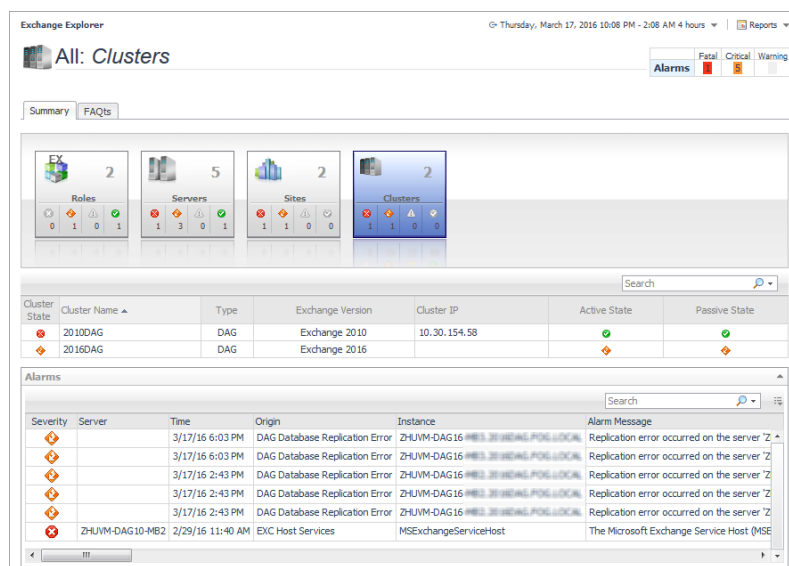 Exchange Explorer
Thursday, March 17, 2016 10:08 PM - 2:08 AM 4 hours
Reports
All: Clusters
Fatal Critical Warning
Alarms 1 5
Summary FAQts
EX 2 5 2 2
Roles Servers Sites Clusters
0 1 0 1 1 3 0 1 1 1 0 0 1 1 0 0
Search
Cluster State Cluster Name Type Exchange Version Cluster IP Active State Passive State
2010DAG DAG Exchange 2010 10.30.154.58
2016DAG DAG Exchange 2016
Alarms
Search
Severity Server Time Origin Instance Alarm Message
3/17/16 6:03 PM DAG Database Replication Error ZHUVM-DAG16 Replication error occurred on the server 'Z
3/17/16 6:03 PM DAG Database Replication Error ZHUVM-DAG16 Replication error occurred on the server 'Z
3/17/16 2:43 PM DAG Database Replication Error ZHUVM-DAG16 Replication error occurred on the server 'Z
3/17/16 2:43 PM DAG Database Replication Error ZHUVM-DAG16 Replication error occurred on the server 'Z
3/17/16 2:43 PM DAG Database Replication Error ZHUVM-DAG16 Replication error occurred on the server 'Z
ZHUVM-DAG10-MB2 2/29/16 11:40 AM EXC Host Services MSExchangeServiceHost The Microsoft Exchange Service Host (MSE